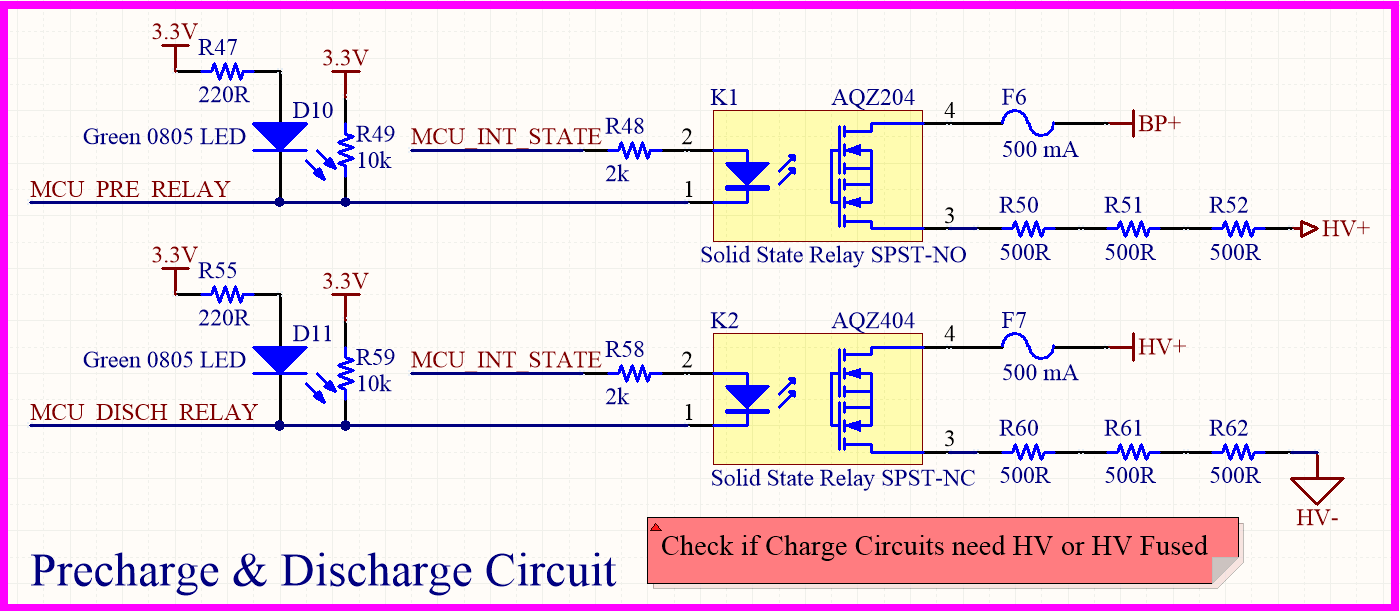 3.3V
R47
220R
3.3V
D10
Green 0805 LED
R49
10k
MCU_INT_STATE
R48
2k
MCU_PRE_RELAY
2
1
K1
AQZ204
Solid State Relay SPST-NO
4
F6
500 mA
BP+
3
R50
500R
R51
500R
R52
500R
HV+
3.3V
R55
220R
3.3V
D11
Green 0805 LED
R59
10k
MCU_INT_STATE
R58
2k
MCU_DISCH_RELAY
2
1
K2
AQZ404
Solid State Relay SPST-NC
4
F7
500 mA
HV+
3
R60
500R
R61
500R
R62
500R
HV-
Check if Charge Circuits need HV or HV Fused
Precharge & Discharge Circuit